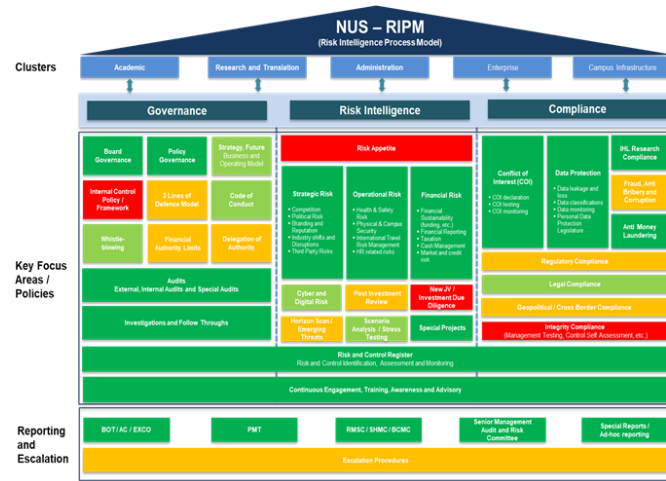 NUS – RIPM
(Risk Intelligence Process Model)
Clusters
Academic
Research and Translation
Administration
Enterprise
Campus Infrastructure
Governance
Risk Intelligence
Compliance
Key Focus
Areas /
Policies
Board
Governance
Policy
Governance
Strategy, Future
Business and
Operating Model
Internal Control
Policy /
Framework
3 Lines of
Defence Model
Code of
Conduct
Whistle-
blowing
Financial
Authority Limits
Delegation of
Authority
Audits
External, Internal Audits and Special Audits
Investigations and Follow Throughs
Risk Appetite
Strategic Risk
• Competition
• Political Risk
• Branding and
Reputation
• Industry shifts and
Disruptions
• Third Party Risks
Operational Risk
• Health & Safety
Risk
• Physical & Campus
Security
• International Travel
Risk Management
• HR related risks
Financial Risk
• Financial
Sustainability
(funding, etc.)
• Financial Reporting
• Taxation
• Cash Management
• Market and credit
risk
Cyber and
Digital Risk
Post Investment
Review
New JV /
Investment Due
Diligence
Horizon Scan /
Emerging
Threats
Scenario
Analysis / Stress
Testing
Special Projects
Conflict of
Interest (COI)
• COI declaration
• COI testing
• COI monitoring
Data Protection
• Data leakage and
loss
• Data classifications
• Data monitoring
• Personal Data
Protection
Legislature
IHL Research
Compliance
Fraud, Anti
Bribery and
Corruption
Anti Money
Laundering
Regulatory Compliance
Legal Compliance
Geopolitical / Cross Border Compliance
Integrity Compliance
(Management Testing, Control Self Assessment, etc.)
Risk and Control Register
Risk and Control Identification, Assessment and Monitoring
Continuous Engagement, Training, Awareness and Advisory
Reporting
and
Escalation
BOT / AC / EXCO
PMT
RMSC / SHMC / BCMC
Senior Management
Audit and Risk
Committee
Special Reports /
Ad-hoc reporting
Escalation Procedures